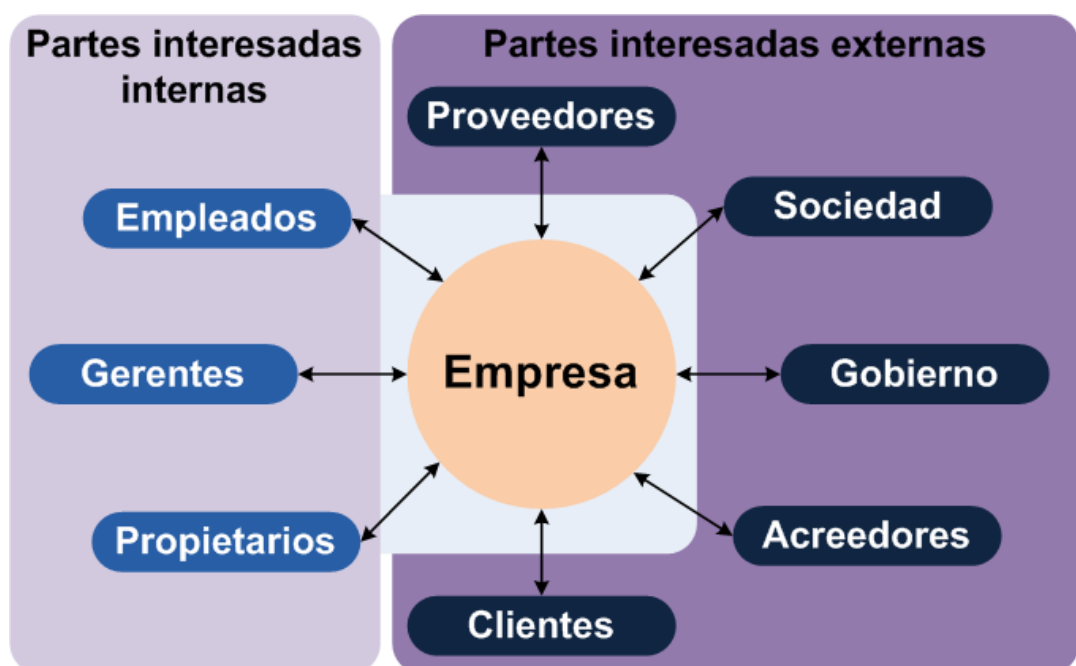 Partes interesadas
internas
Partes interesadas externas
Proveedores
Empleados
Sociedad
Gerentes
Empresa
Gobierno
Propietarios
Acreedores
Clientes